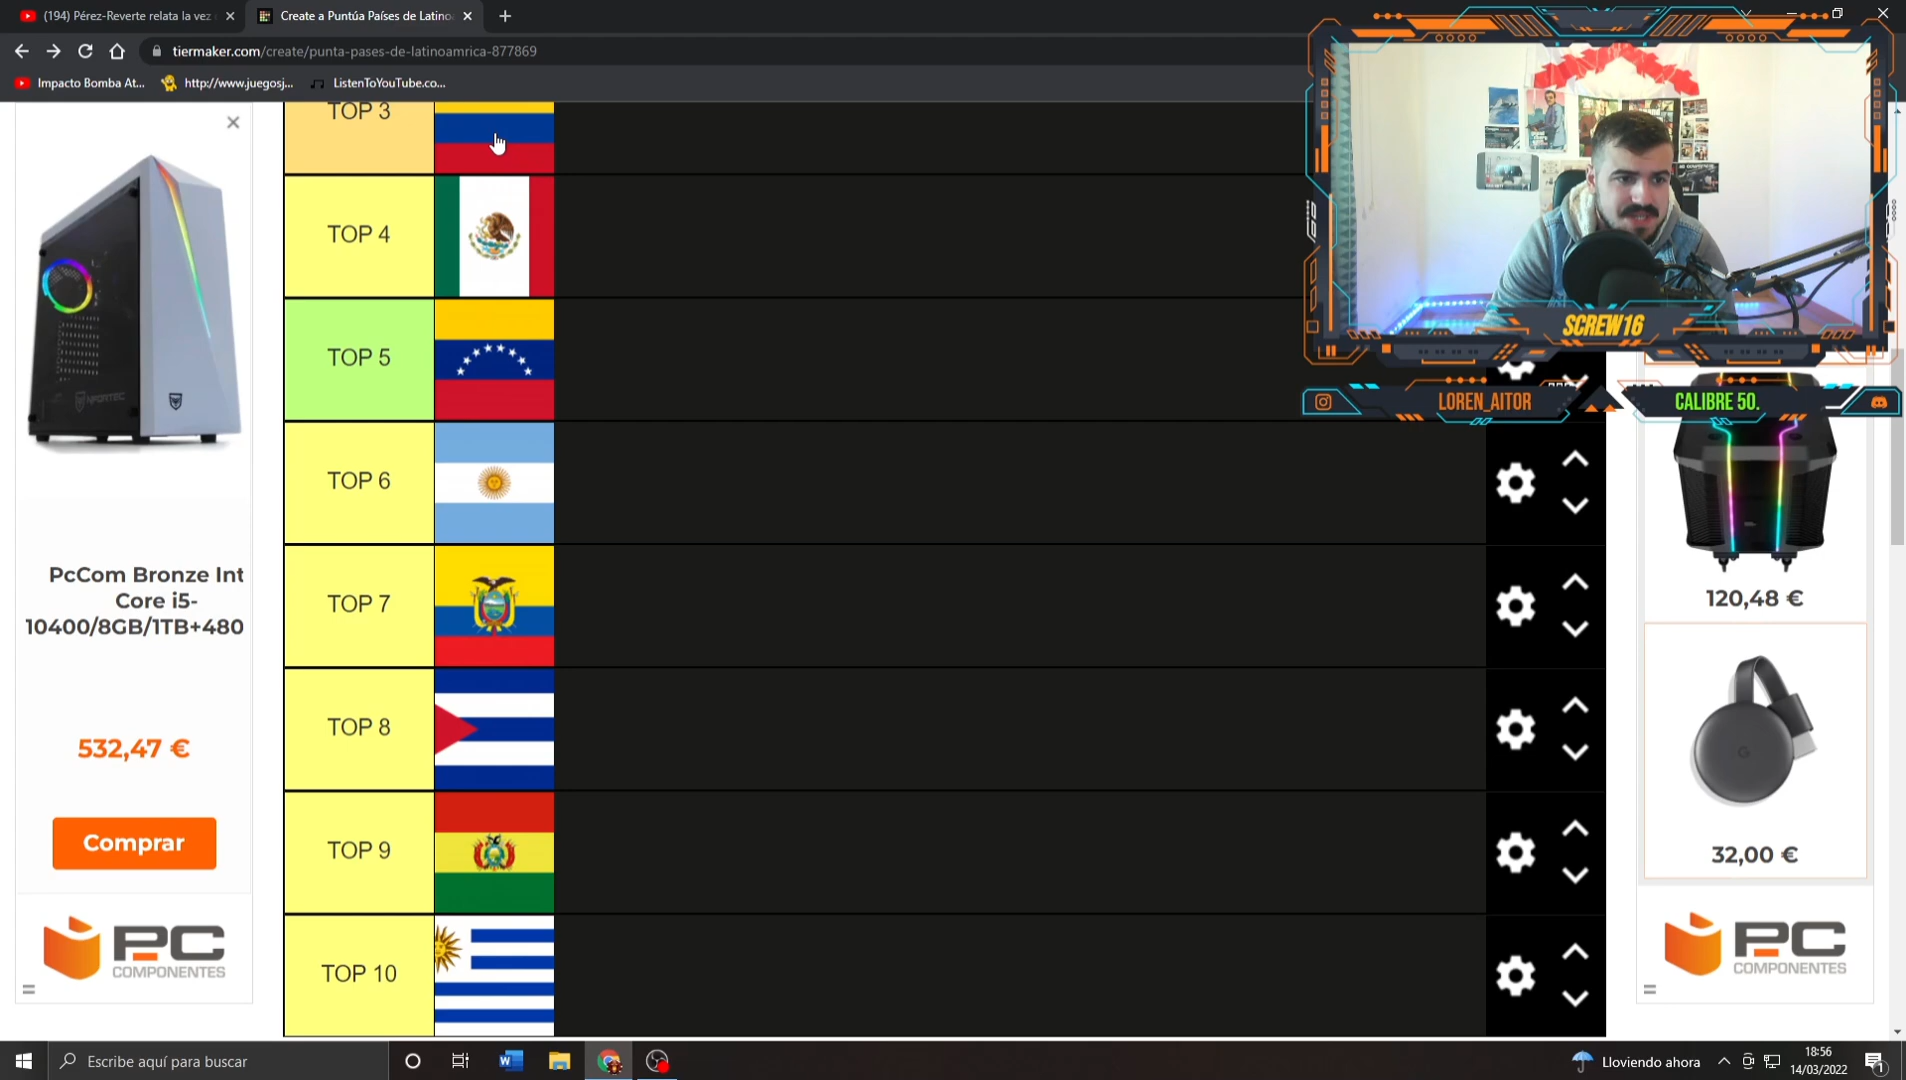 (194) Pérez-Reverte relata la vez
Create a Puntúa Países de Latino
tiermaker.com/create/punta-pases-de-latinoamrica-877869
Impacto Bomba At...
http://www.juegosj...
ListenToYouTube.co...
TOP 3
TOP 4
TOP 5
TOP 6
TOP 7
TOP 8
TOP 9
TOP 10
NFORTEC
PcCom Bronze Int
Core i5-
10400/8GB/1TB+480
532,47 €
Comprar
PC
COMPONENTES
SCREW16
LOREN_AITOR
CALIBRE 50.
120,48 €
32,00 €
PC
COMPONENTES
Escribe aquí para buscar
Lloviendo ahora
18:56
14/03/2022
1